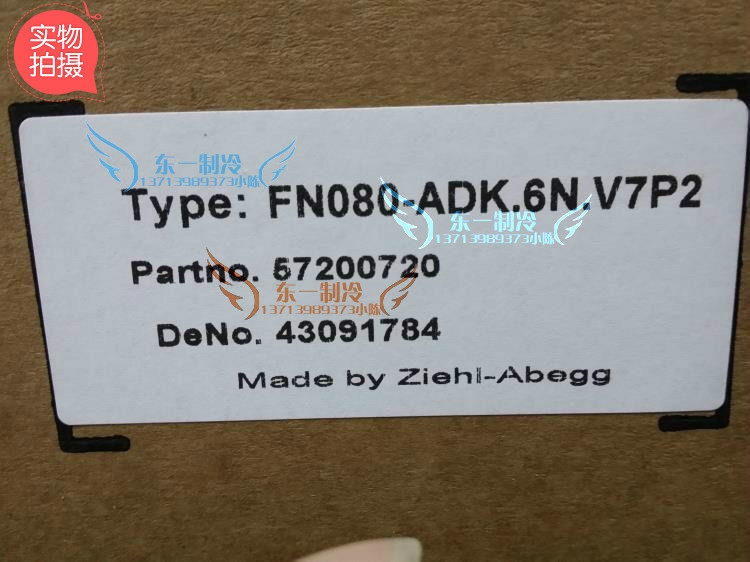 实物
拍摄
东一制冷
13713989373小陈
Type: FN080-ADK.6N.V7P2
东一制冷
13713989373小陈
Partno. 57200720
东一制冷
13713989373小陈
DeNo. 43091784
Made by Ziehl-Abegg